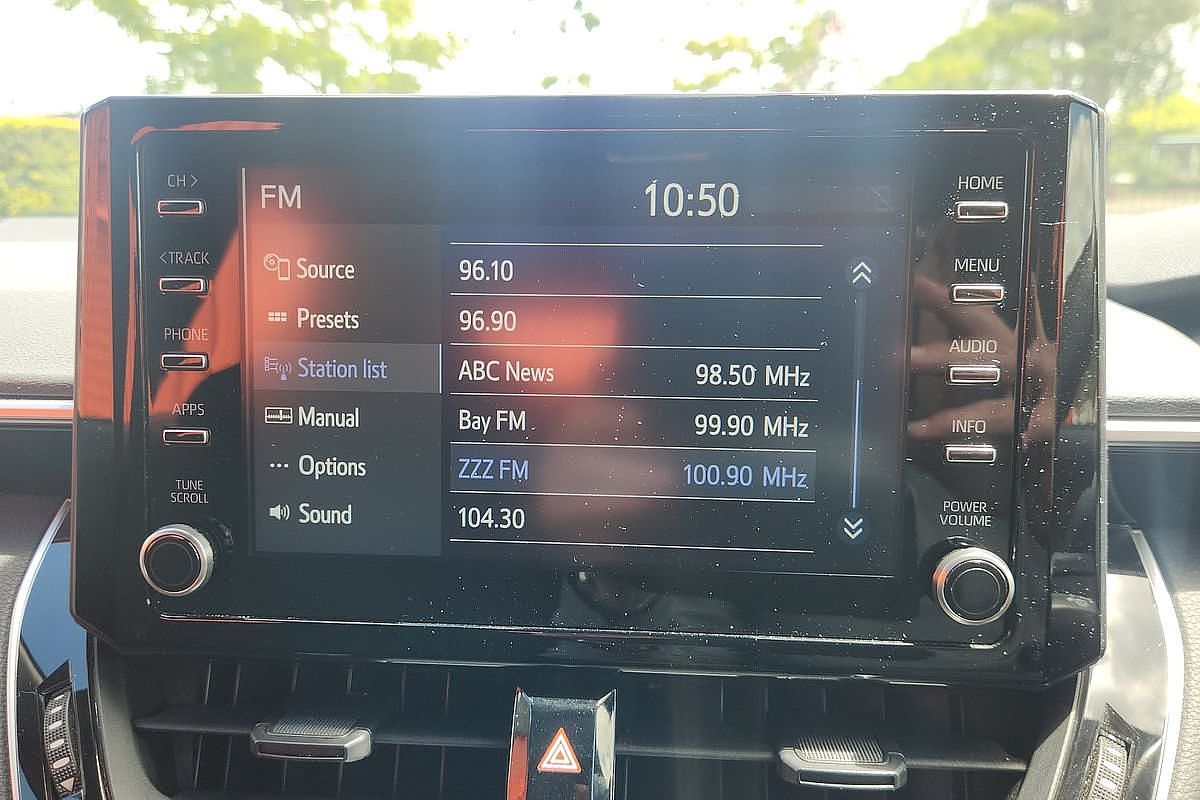 CH >
< TRACK
PHONE
APPS
TUNE
SCROLL
FM
10:50
Source
Presets
Station list
Manual
Options
Sound
96.10
96.90
ABC News 98.50 MHz
Bay FM 99.90 MHz
ZZZ FM 100.90 MHz
104.30
HOME
MENU
AUDIO
INFO
POWER
VOLUME